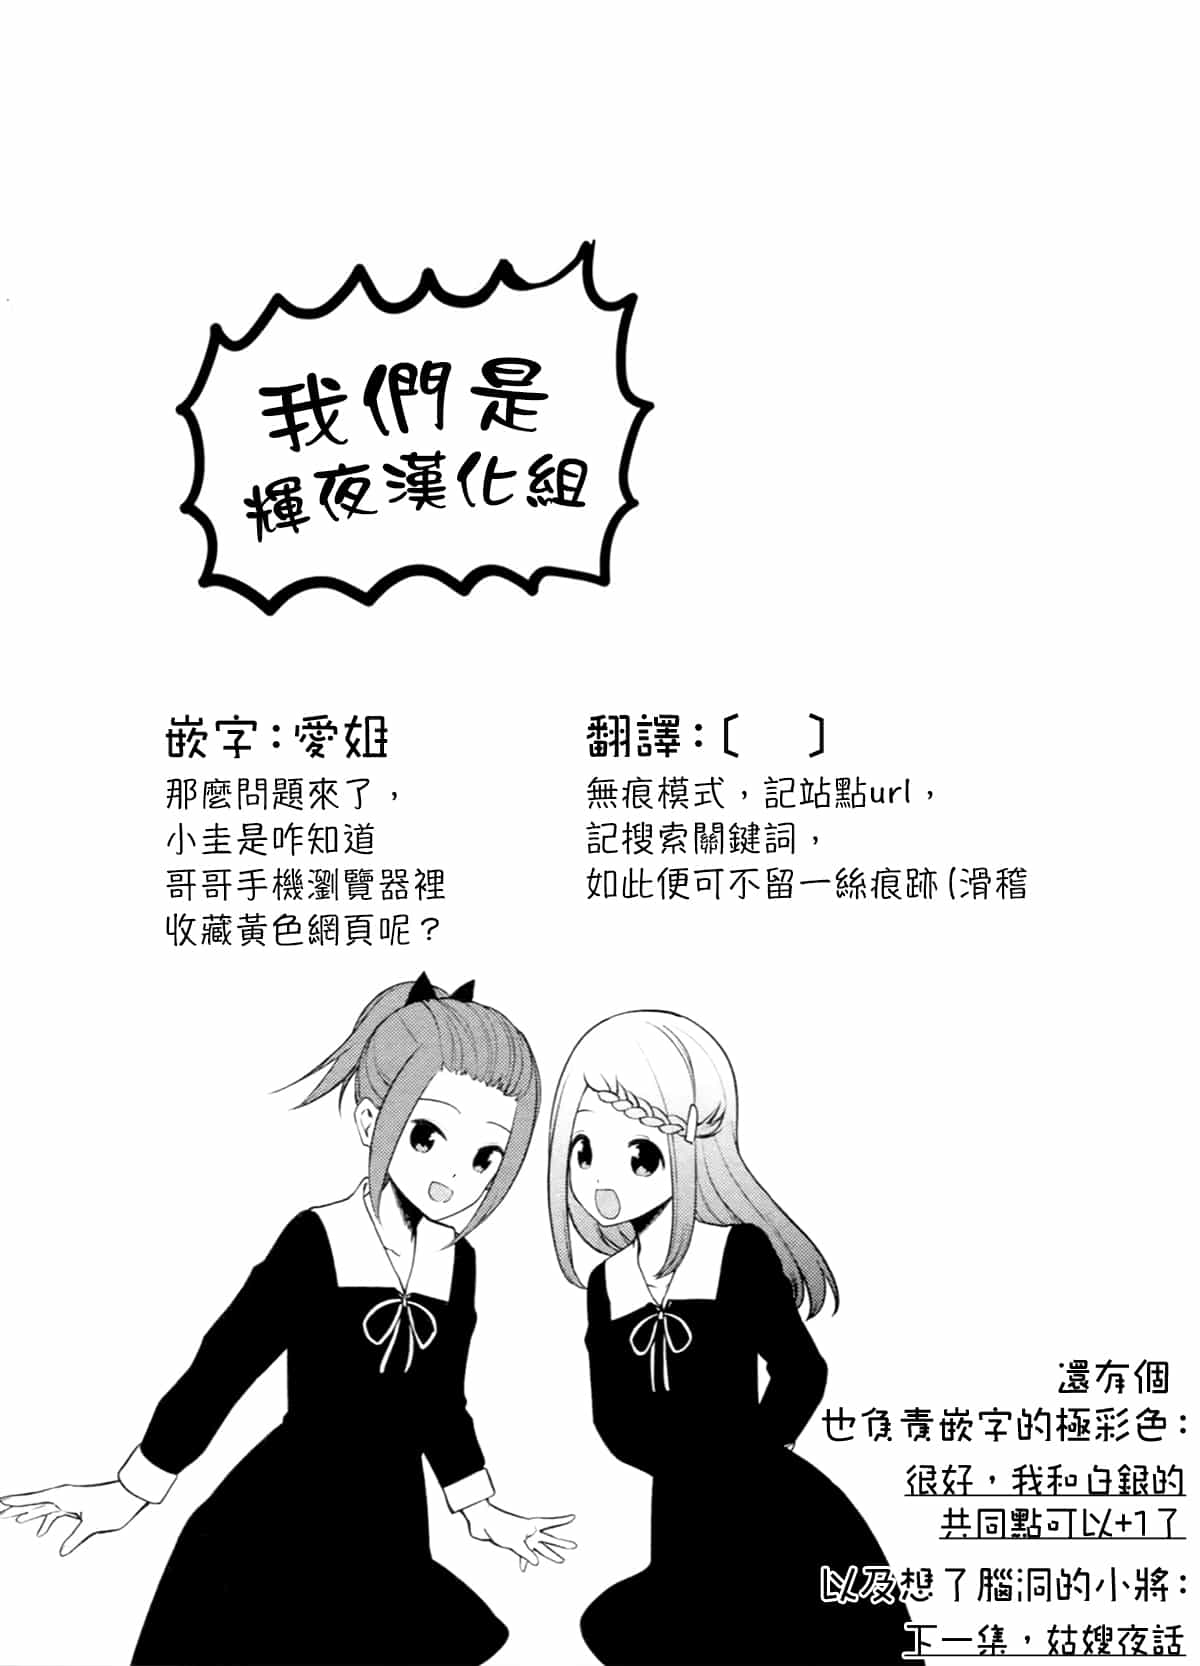 我們是
輝夜漢化組
嵌字：愛姐
那麼問題來了，
小圭是咋知道
哥哥手機瀏覽器裡
收藏黃色網頁呢？
翻譯：〔　〕
無痕模式，記站點url，
記搜索關鍵詞，
如此便可不留一絲痕跡(滑稽
還有個
也負責嵌字的極彩色：
很好，我和白銀的
共同點可以+1了
以及想了腦洞的小將：
下一集，姑嫂夜話